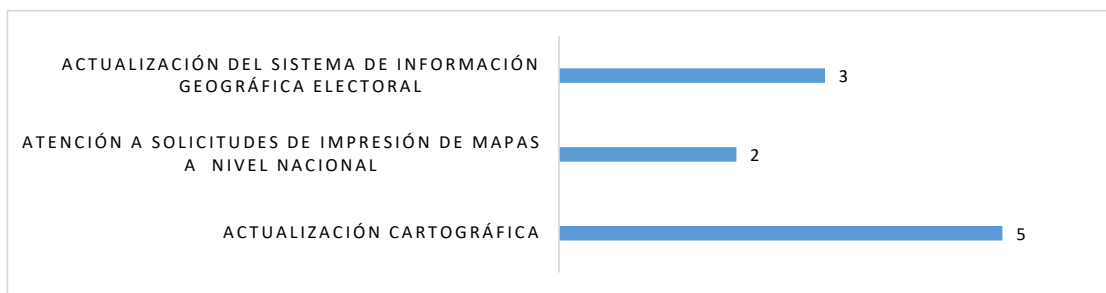 ACTUALIZACIÓN DEL SISTEMA DE INFORMACIÓN
GEOGRÁFICA ELECTORAL
3
ATENCIÓN A SOLICITUDES DE IMPRESIÓN DE MAPAS
A NIVEL NACIONAL
2
ACTUALIZACIÓN CARTOGRÁFICA
5